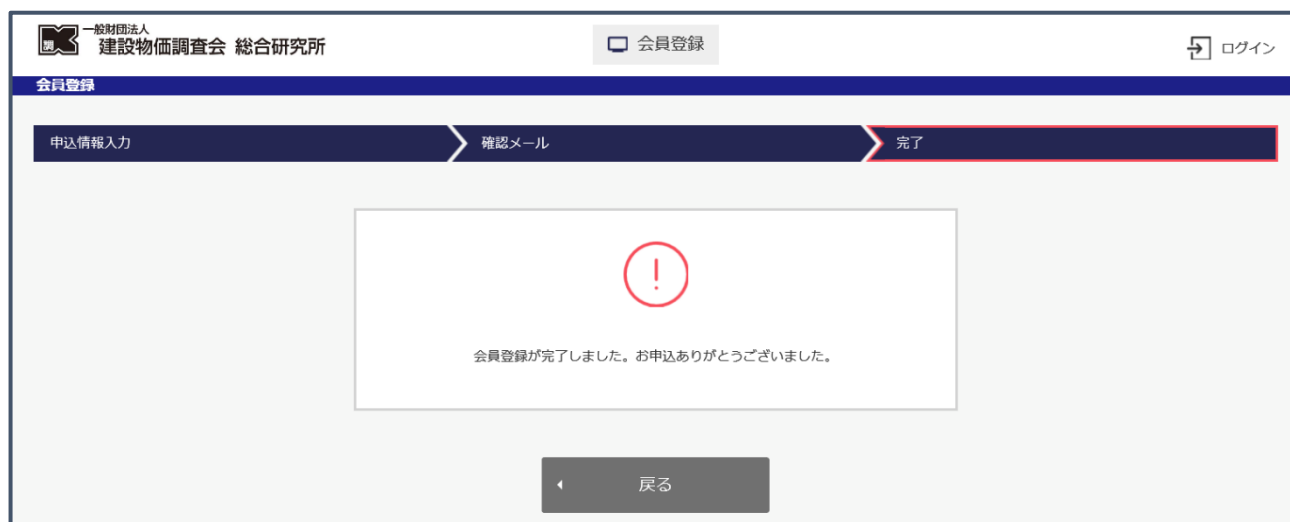 一般財団法人
建設物価調査会 総合研究所
会員登録
ログイン
会員登録
申込情報入力
確認メール
完了
会員登録が完了しました。お申込ありがとうございました。
戻る